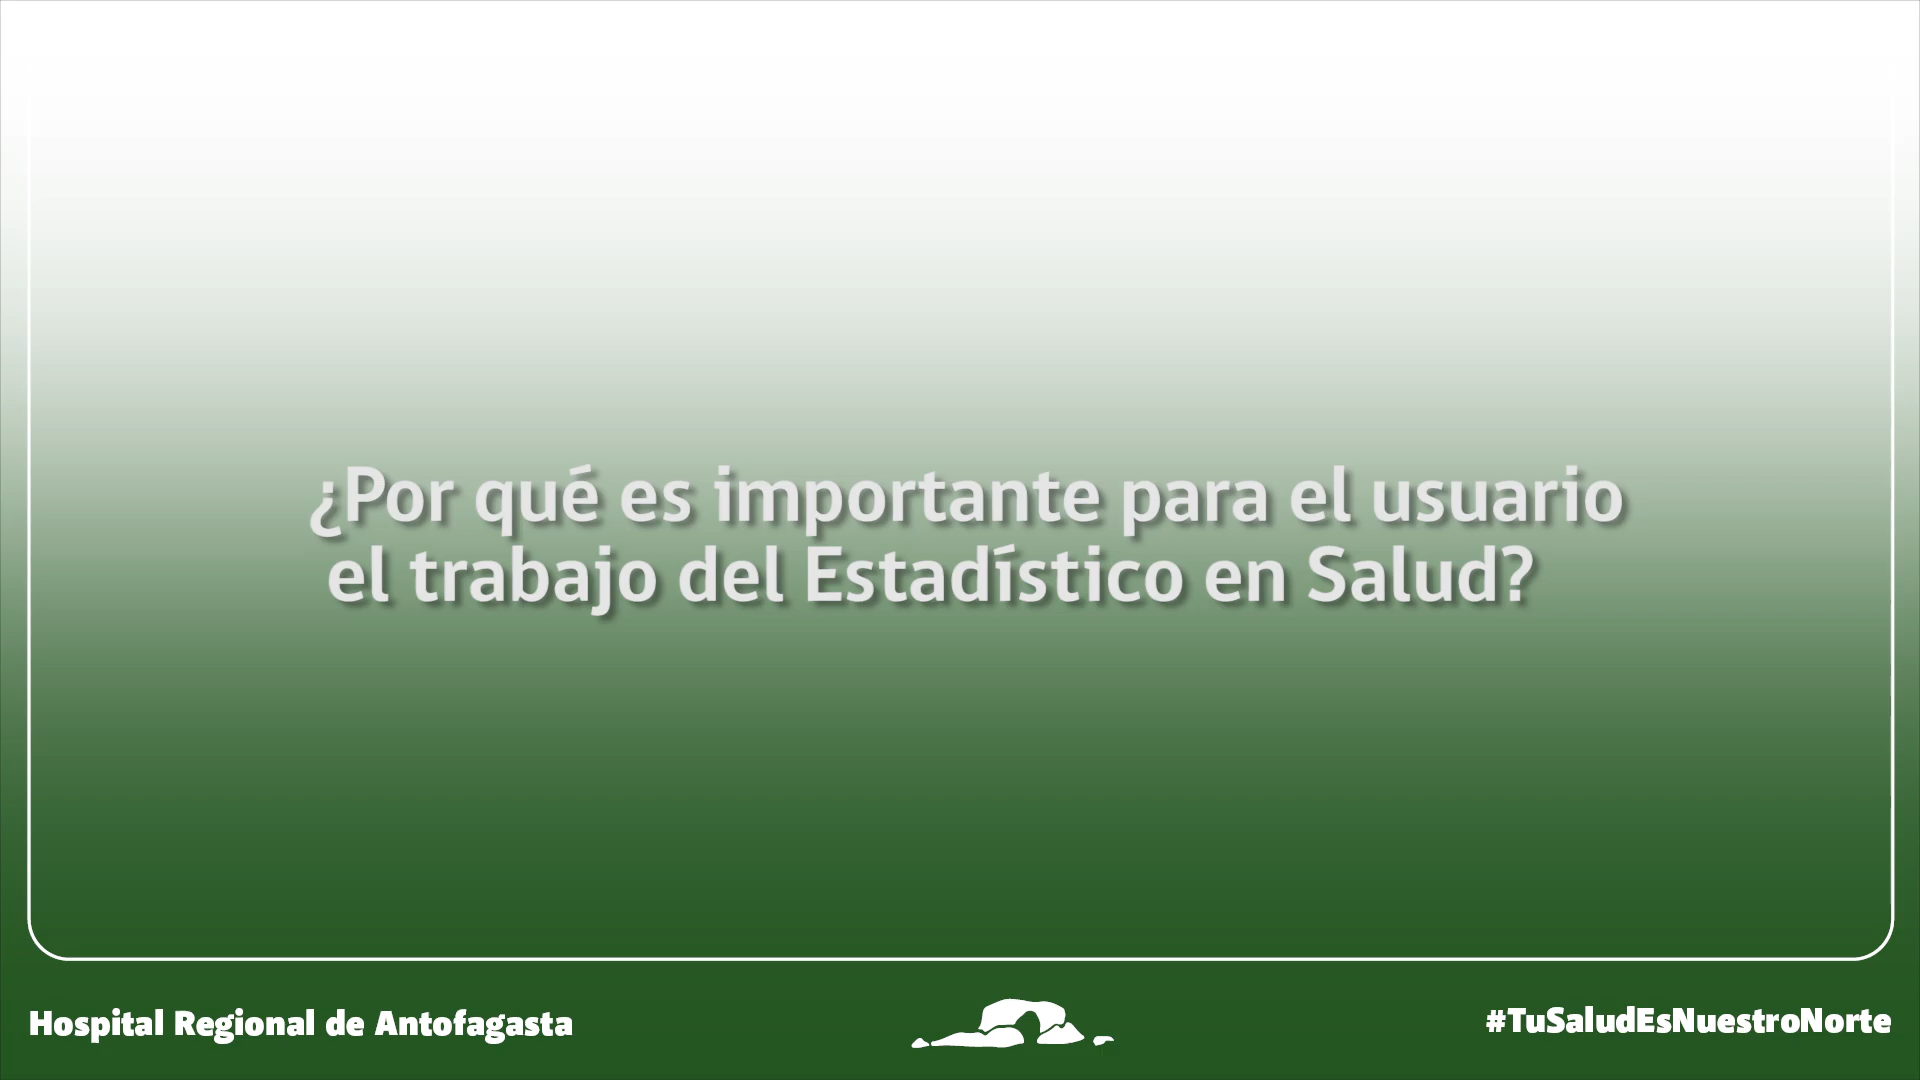 ¿Por qué es importante para el usuario
el trabajo del Estadístico en Salud?
Hospital Regional de Antofagasta
#TuSaludEsNuestroNorte